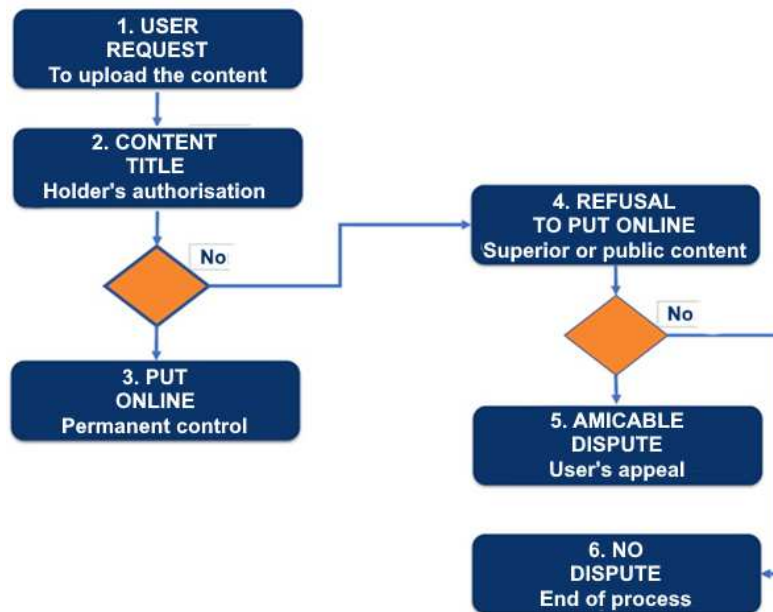 1. USER
REQUEST
To upload the content
2. CONTENT
TITLE
Holder's authorisation
No
3. PUT
ONLINE
Permanent control
4. REFUSAL
TO PUT ONLINE
Superior or public content
No
5. AMICABLE
DISPUTE
User's appeal
6. NO
DISPUTE
End of process